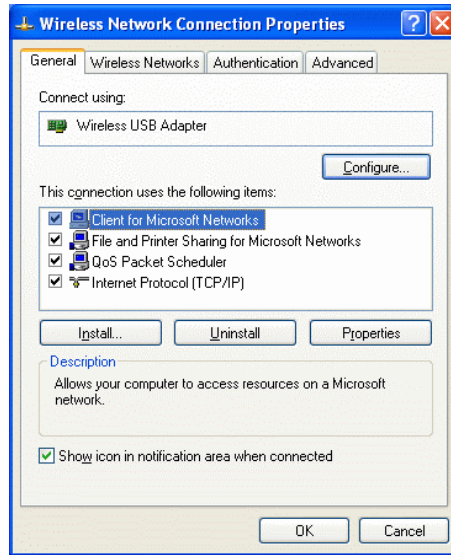 Wireless Network Connection Properties
General
Wireless Networks
Authentication
Advanced
Connect using:
Wireless USB Adapter
Configure...
This connection uses the following items:
Client for Microsoft Networks
File and Printer Sharing for Microsoft Networks
QoS Packet Scheduler
Internet Protocol (TCP/IP)
Install...
Uninstall
Properties
Description
Allows your computer to access resources on a Microsoft
network.
Show icon in notification area when connected
OK
Cancel